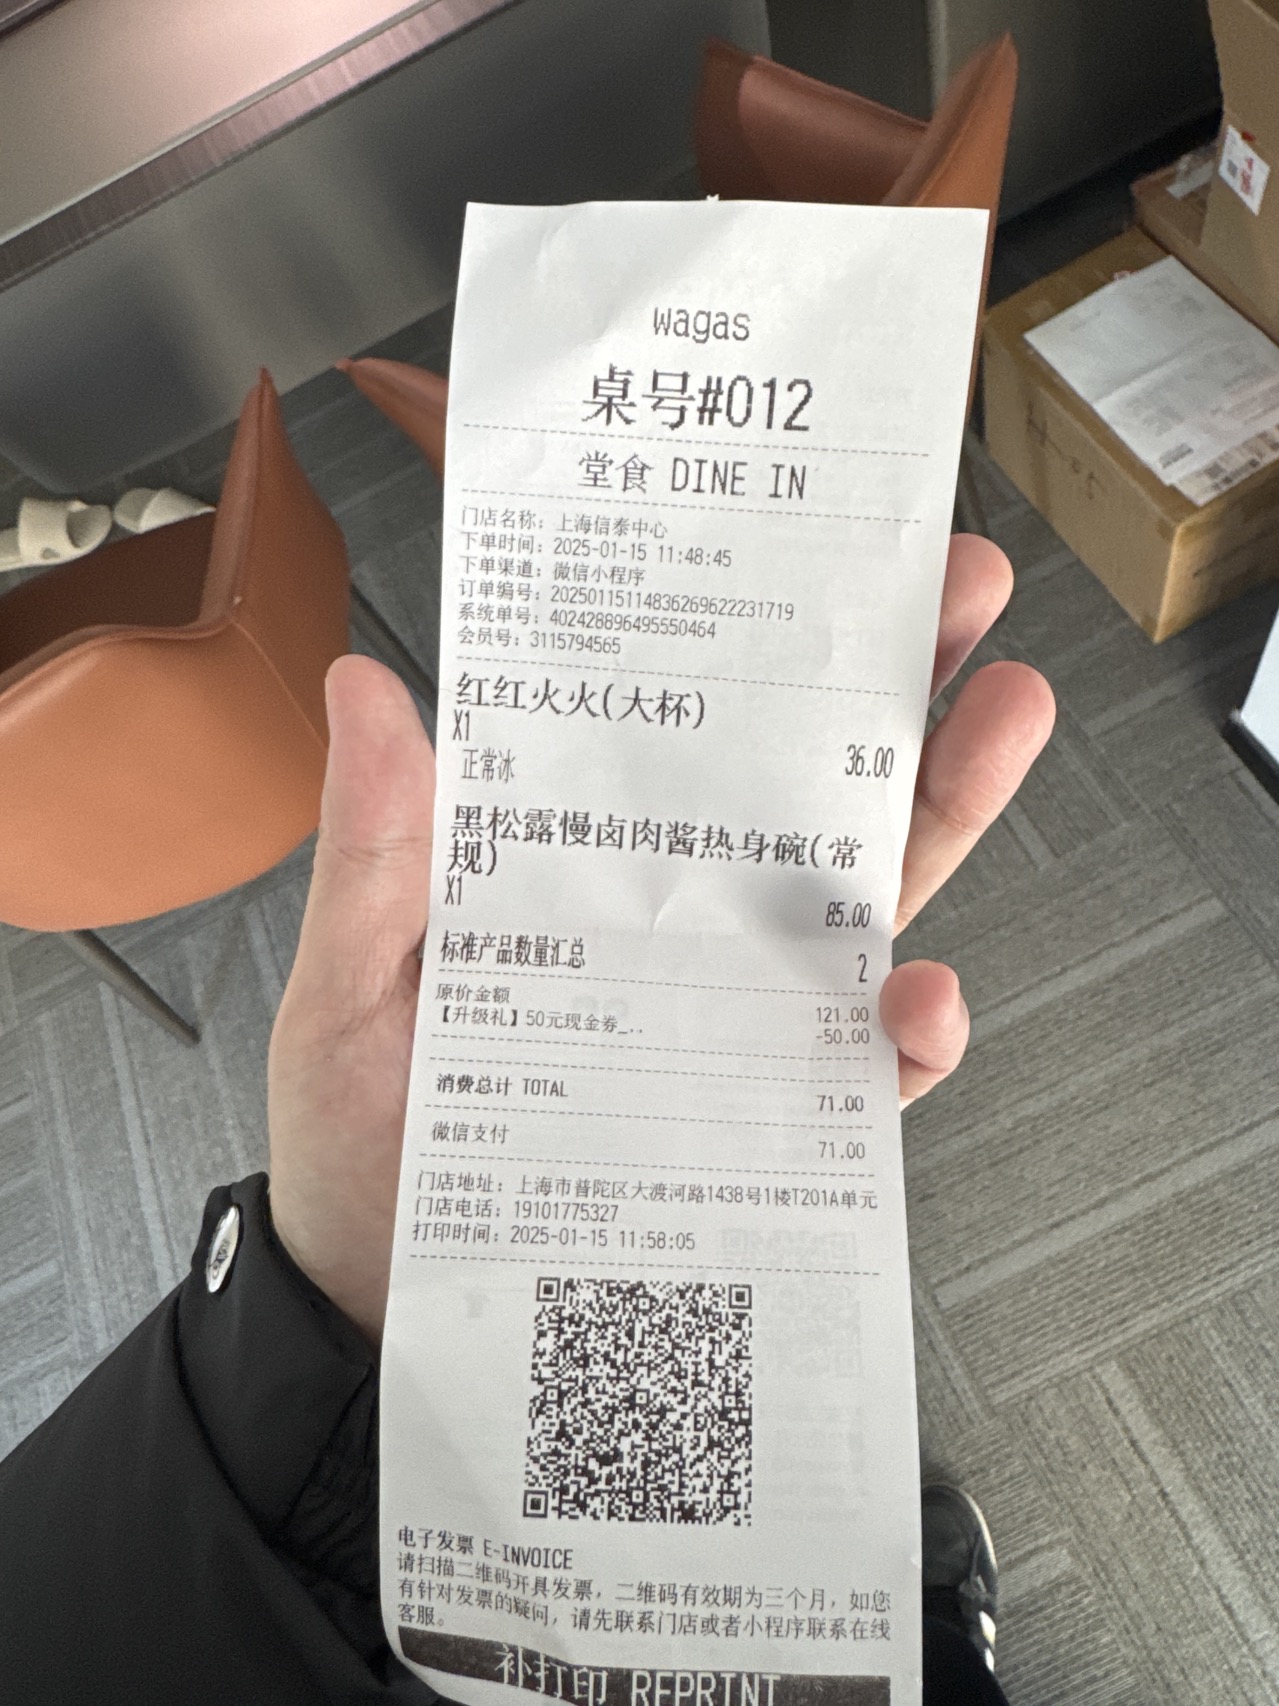 wagas
桌号#012
堂食 DINE IN
门店名称：上海信泰中心
下单时间：2025-01-15 11:48:45
下单渠道：微信小程序
订单编号：20250115114836269622231719
系统单号：402428896495550464
会员号：3115794565
红红火火(大杯)
X1
36.00
正常冰
黑松露慢卤肉酱热身碗(常
规)
X1
85.00
标准产品数量汇总 2
原价金额 121.00
【升级礼】50元现金券_.. -50.00
消费总计 TOTAL 71.00
微信支付 71.00
门店地址：上海市普陀区大渡河路1438号1楼T201A单元
门店电话：19101775327
打印时间：2025-01-15 11:58:05
电子发票 E-INVOICE
请扫描二维码开具发票，二维码有效期为三个月，如您
有针对发票的疑问，请先联系门店或者小程序联系在线
客服。
补打印 REPRINT